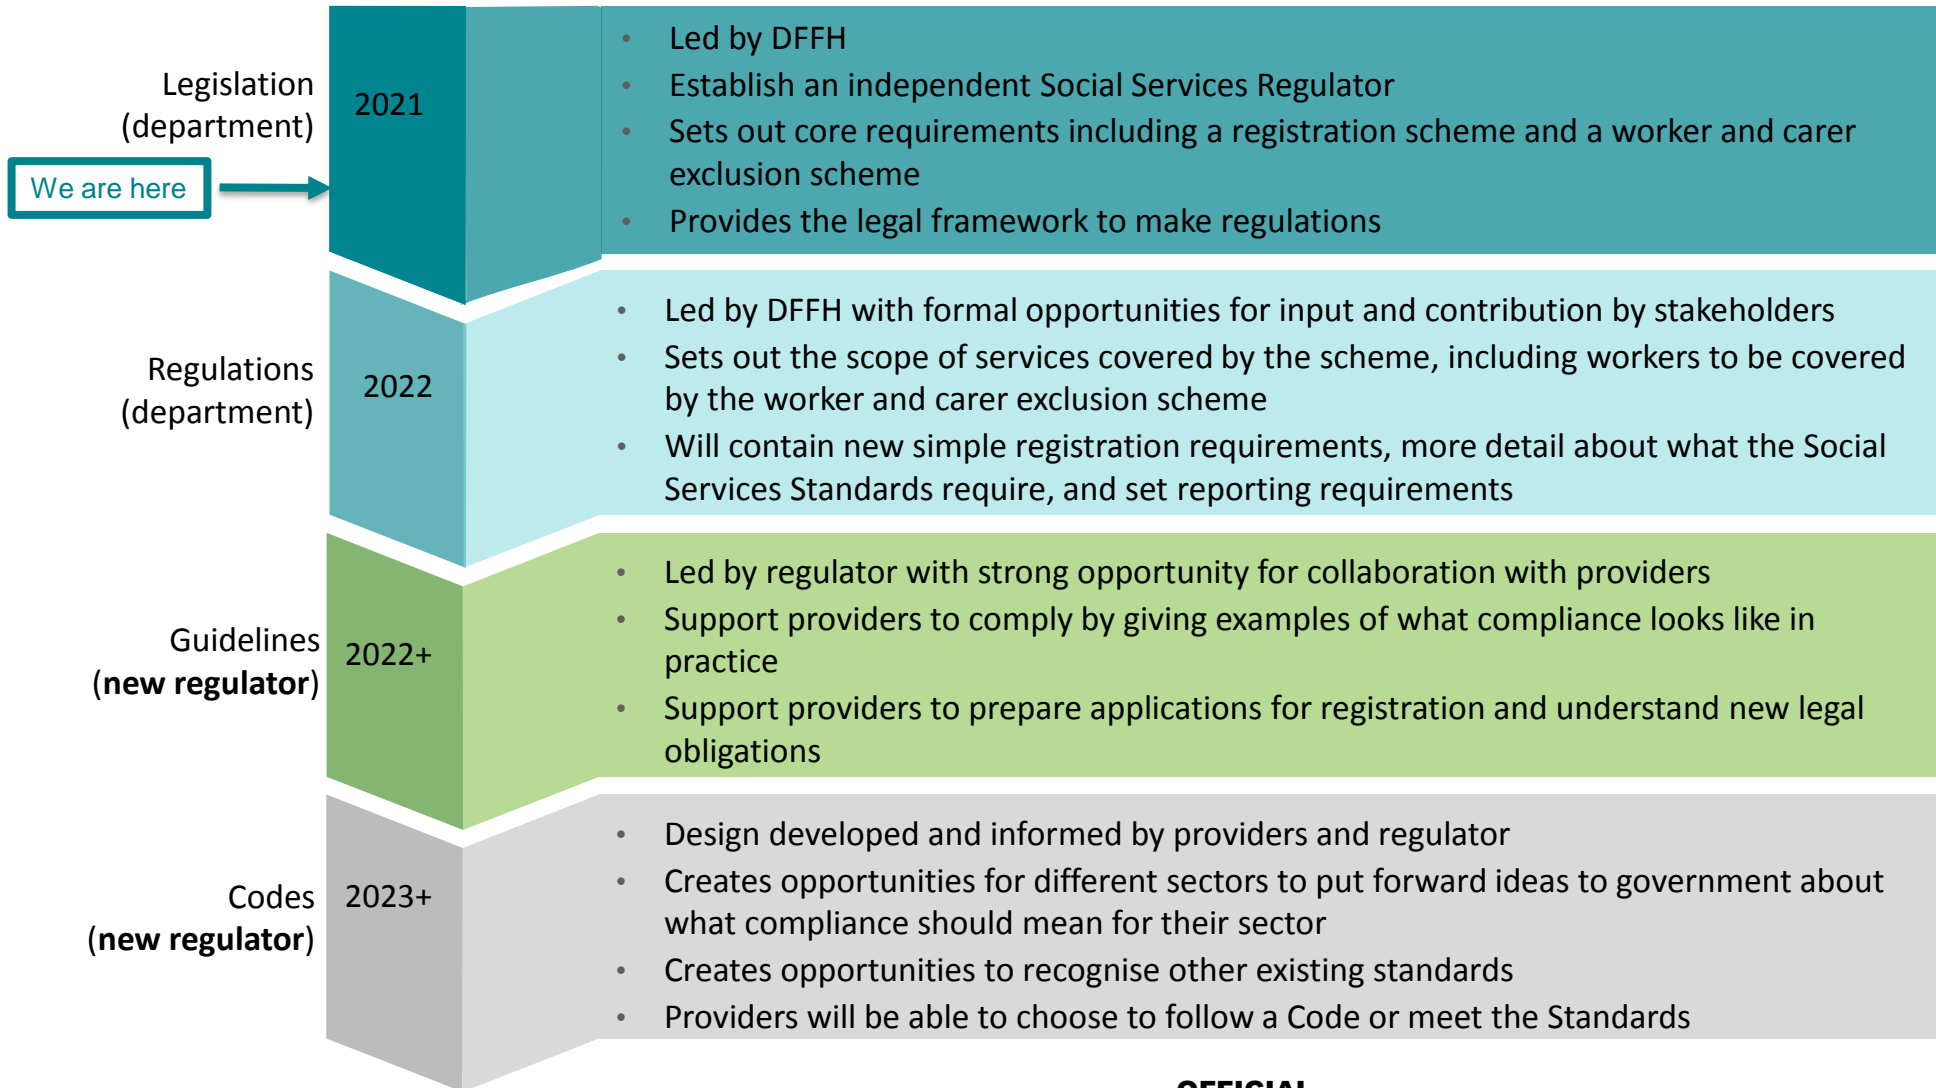 Legislation
(department)
We are here
2021
• Led by DFFH
• Establish an independent Social Services Regulator
• Sets out core requirements including a registration scheme and a worker and carer
exclusion scheme
• Provides the legal framework to make regulations
Regulations
(department)
2022
• Led by DFFH with formal opportunities for input and contribution by stakeholders
• Sets out the scope of services covered by the scheme, including workers to be covered
by the worker and carer exclusion scheme
• Will contain new simple registration requirements, more detail about what the Social
Services Standards require, and set reporting requirements
Guidelines
(new regulator)
2022+
• Led by regulator with strong opportunity for collaboration with providers
• Support providers to comply by giving examples of what compliance looks like in
practice
• Support providers to prepare applications for registration and understand new legal
obligations
Codes
(new regulator)
2023+
• Design developed and informed by providers and regulator
• Creates opportunities for different sectors to put forward ideas to government about
what compliance should mean for their sector
• Creates opportunities to recognise other existing standards
• Providers will be able to choose to follow a Code or meet the Standards
OFFICIAL